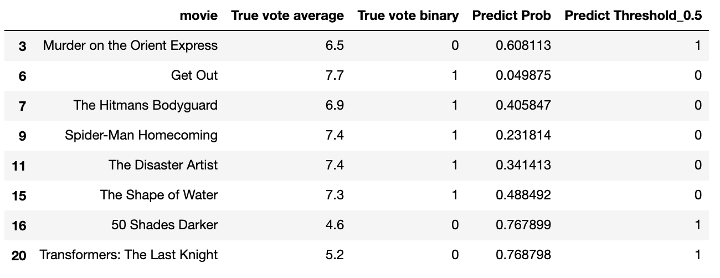 movie True vote average True vote binary Predict Prob Predict Threshold_0.5
3 Murder on the Orient Express 6.5 0 0.608113 1
6 Get Out 7.7 1 0.049875 0
7 The Hitmans Bodyguard 6.9 1 0.405847 0
9 Spider-Man Homecoming 7.4 1 0.231814 0
11 The Disaster Artist 7.4 1 0.341413 0
15 The Shape of Water 7.3 1 0.488492 0
16 50 Shades Darker 4.6 0 0.767899 1
20 Transformers: The Last Knight 5.2 0 0.768798 1